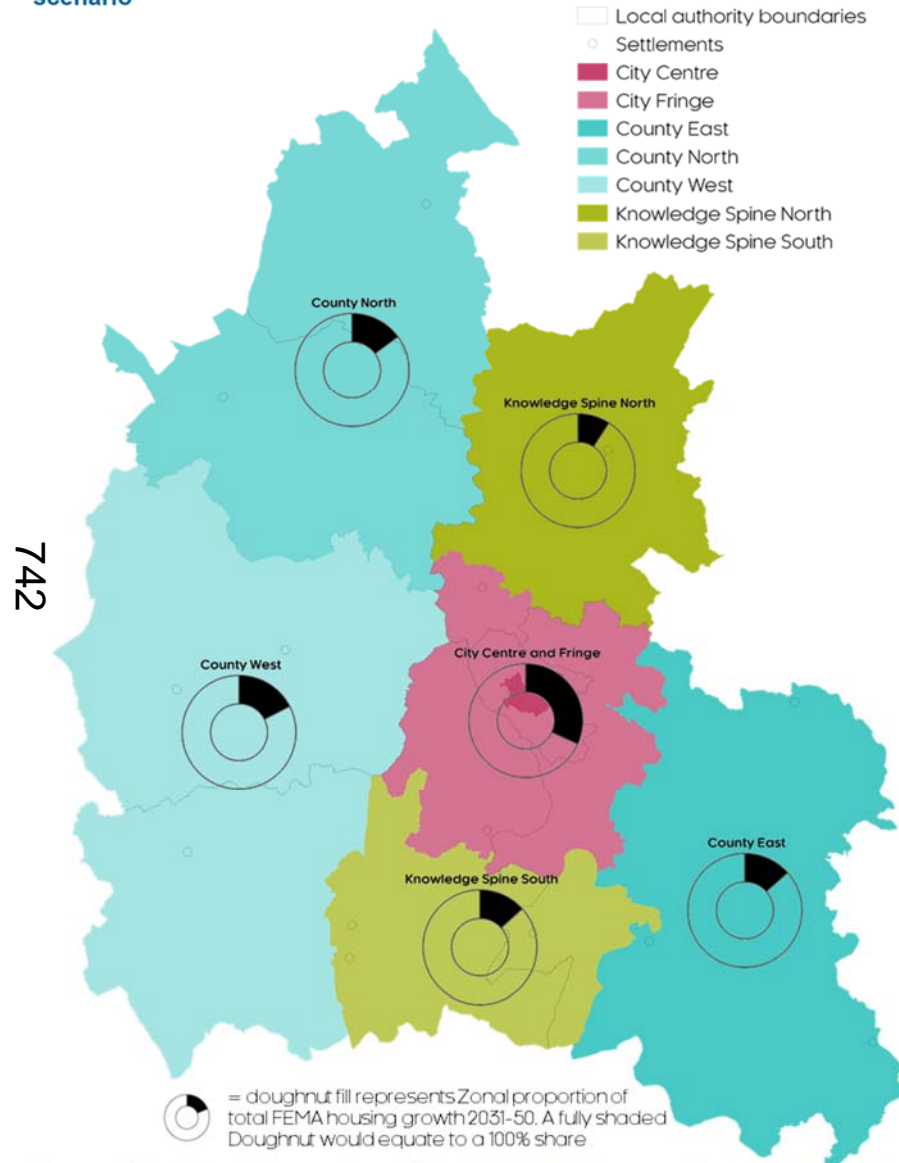 scenario
Local authority boundaries
Settlements
City Centre
City Fringe
County East
County North
County West
Knowledge Spine North
Knowledge Spine South
County North
Knowledge Spine North
742
City Centre and Fringe
County West
County East
Knowledge Spine South
= doughnut fill represents Zonal proportion of
total FEMA housing growth 2031-50. A fully shaded
Doughnut would equate to a 100% share